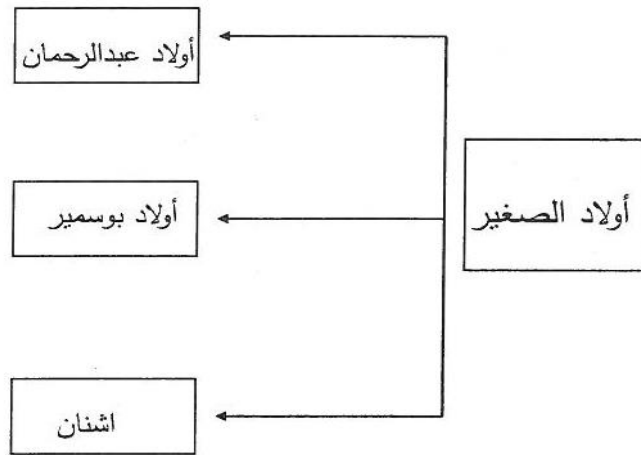 أولاد الصغير
أولاد عبدالرحمان
أولاد بوسمير
اشنان